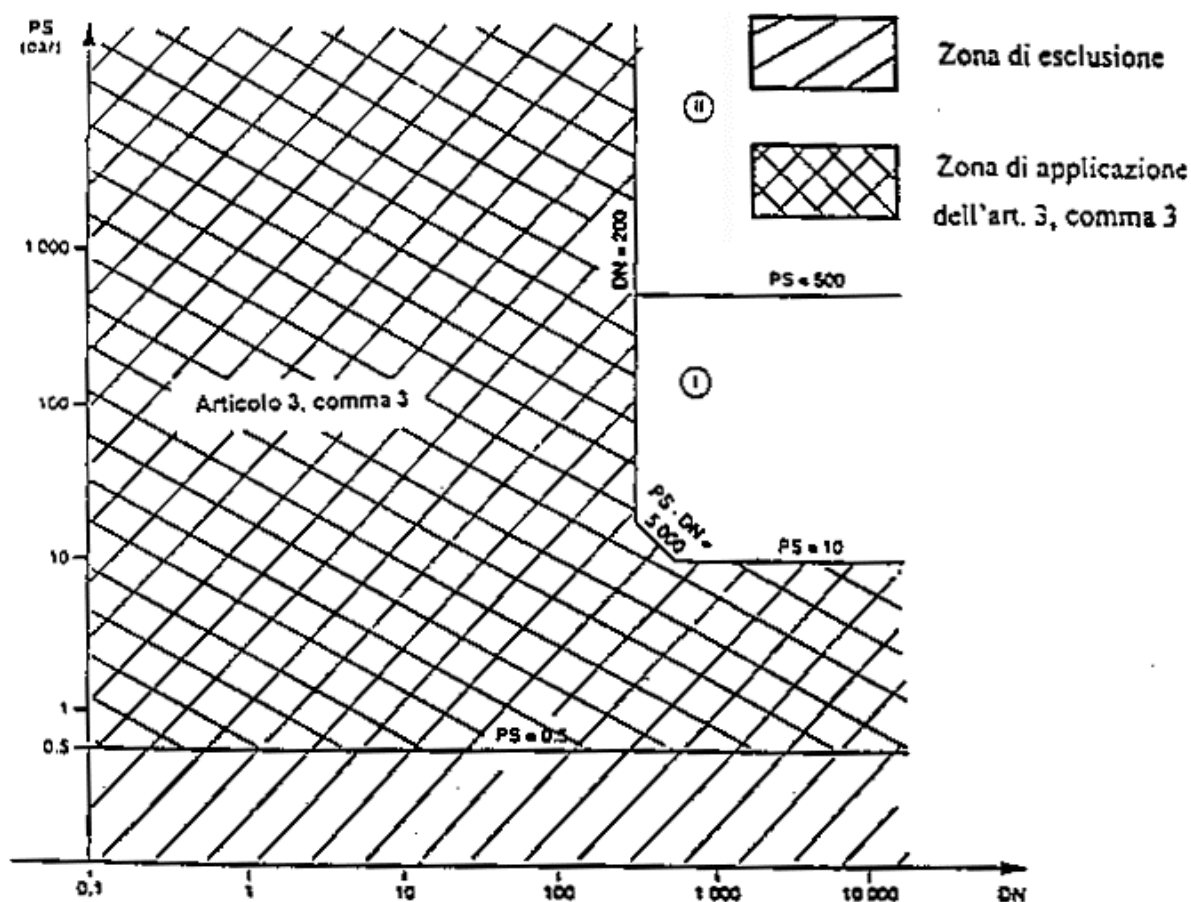 PS
(bar)
Zona di esclusione
II
Zona di applicazione
dell'art. 3, comma 3
DN = 200
1 000
PS = 500
I
100
Articolo 3, comma 3
PS · DN =
5 000
PS = 10
10
1
PS = 0.5
0.5
0,1
1
10
100
1 000
10 000
DN